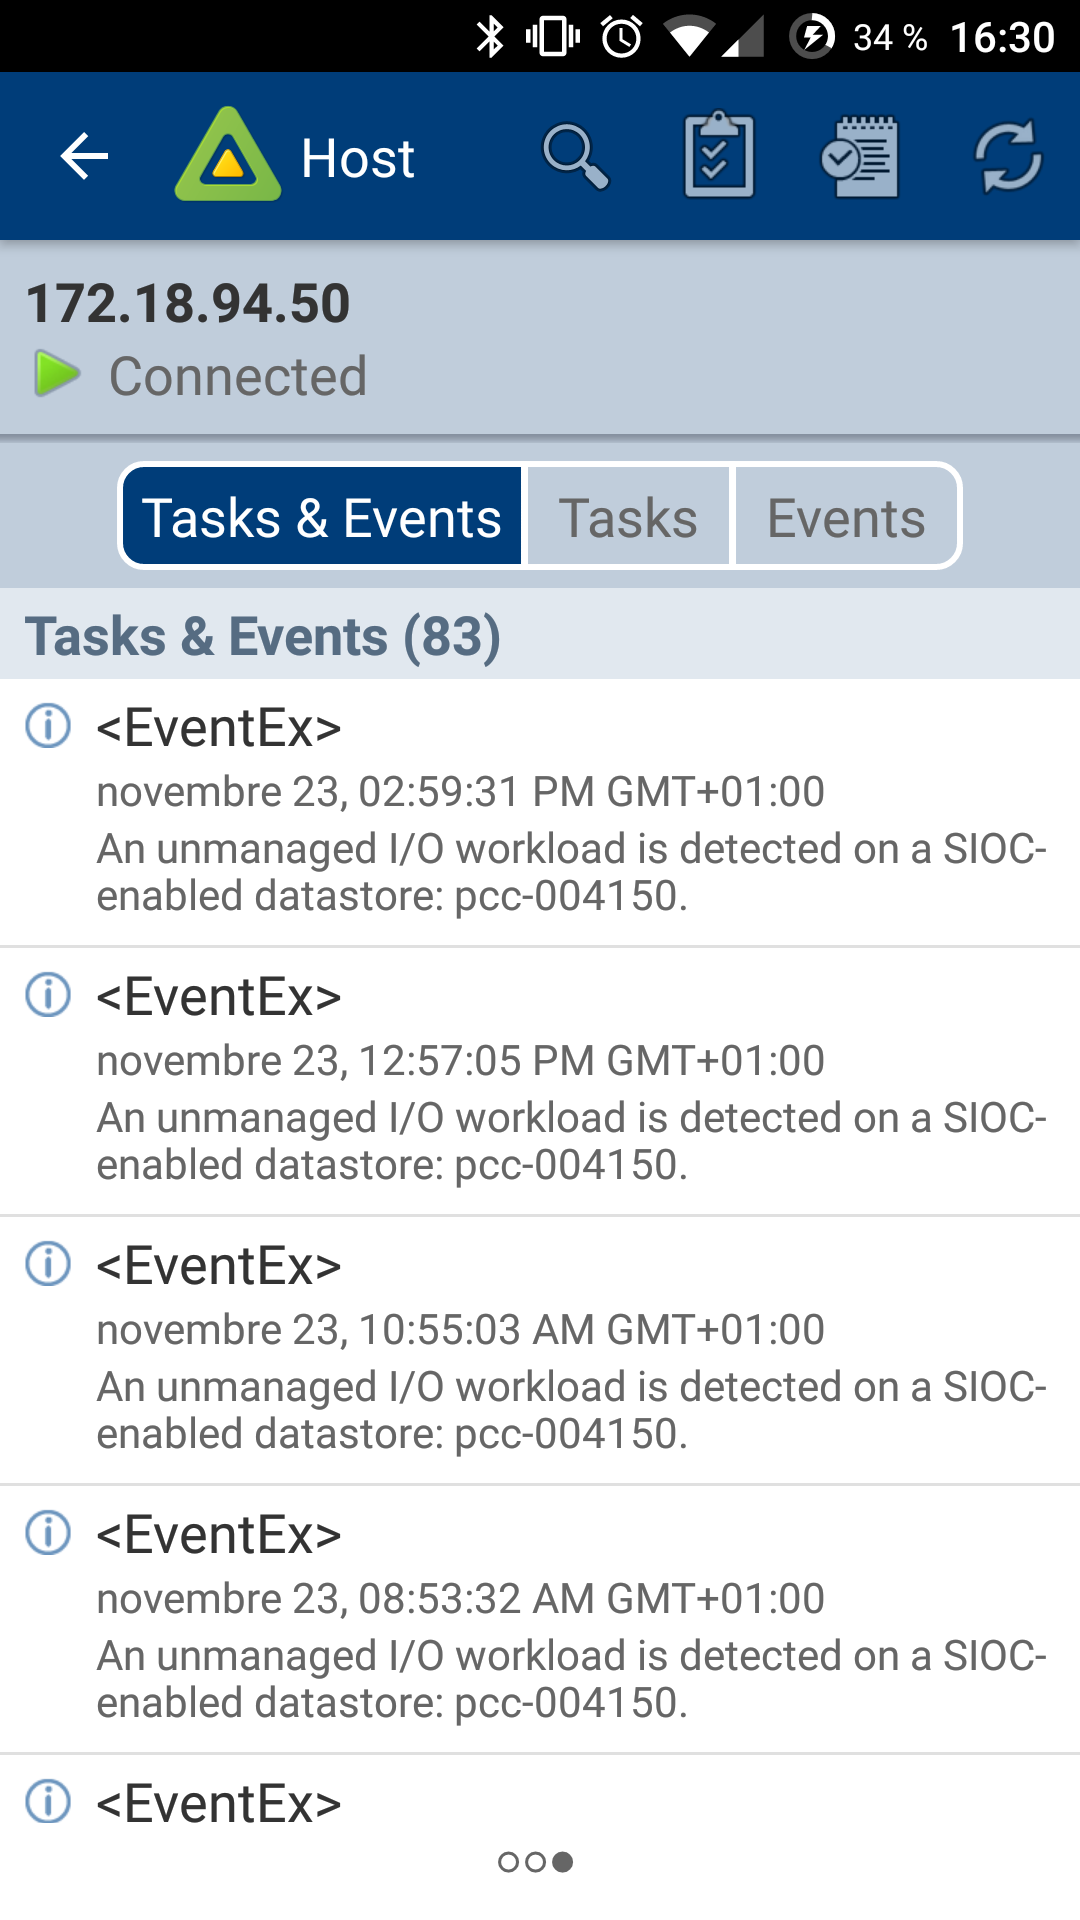 34 % 16:30
Host
172.18.94.50
Connected
Tasks & Events Tasks Events
Tasks & Events (83)
<EventEx>
novembre 23, 02:59:31 PM GMT+01:00
An unmanaged I/O workload is detected on a SIOC-
enabled datastore: pcc-004150.
<EventEx>
novembre 23, 12:57:05 PM GMT+01:00
An unmanaged I/O workload is detected on a SIOC-
enabled datastore: pcc-004150.
<EventEx>
novembre 23, 10:55:03 AM GMT+01:00
An unmanaged I/O workload is detected on a SIOC-
enabled datastore: pcc-004150.
<EventEx>
novembre 23, 08:53:32 AM GMT+01:00
An unmanaged I/O workload is detected on a SIOC-
enabled datastore: pcc-004150.
<EventEx>